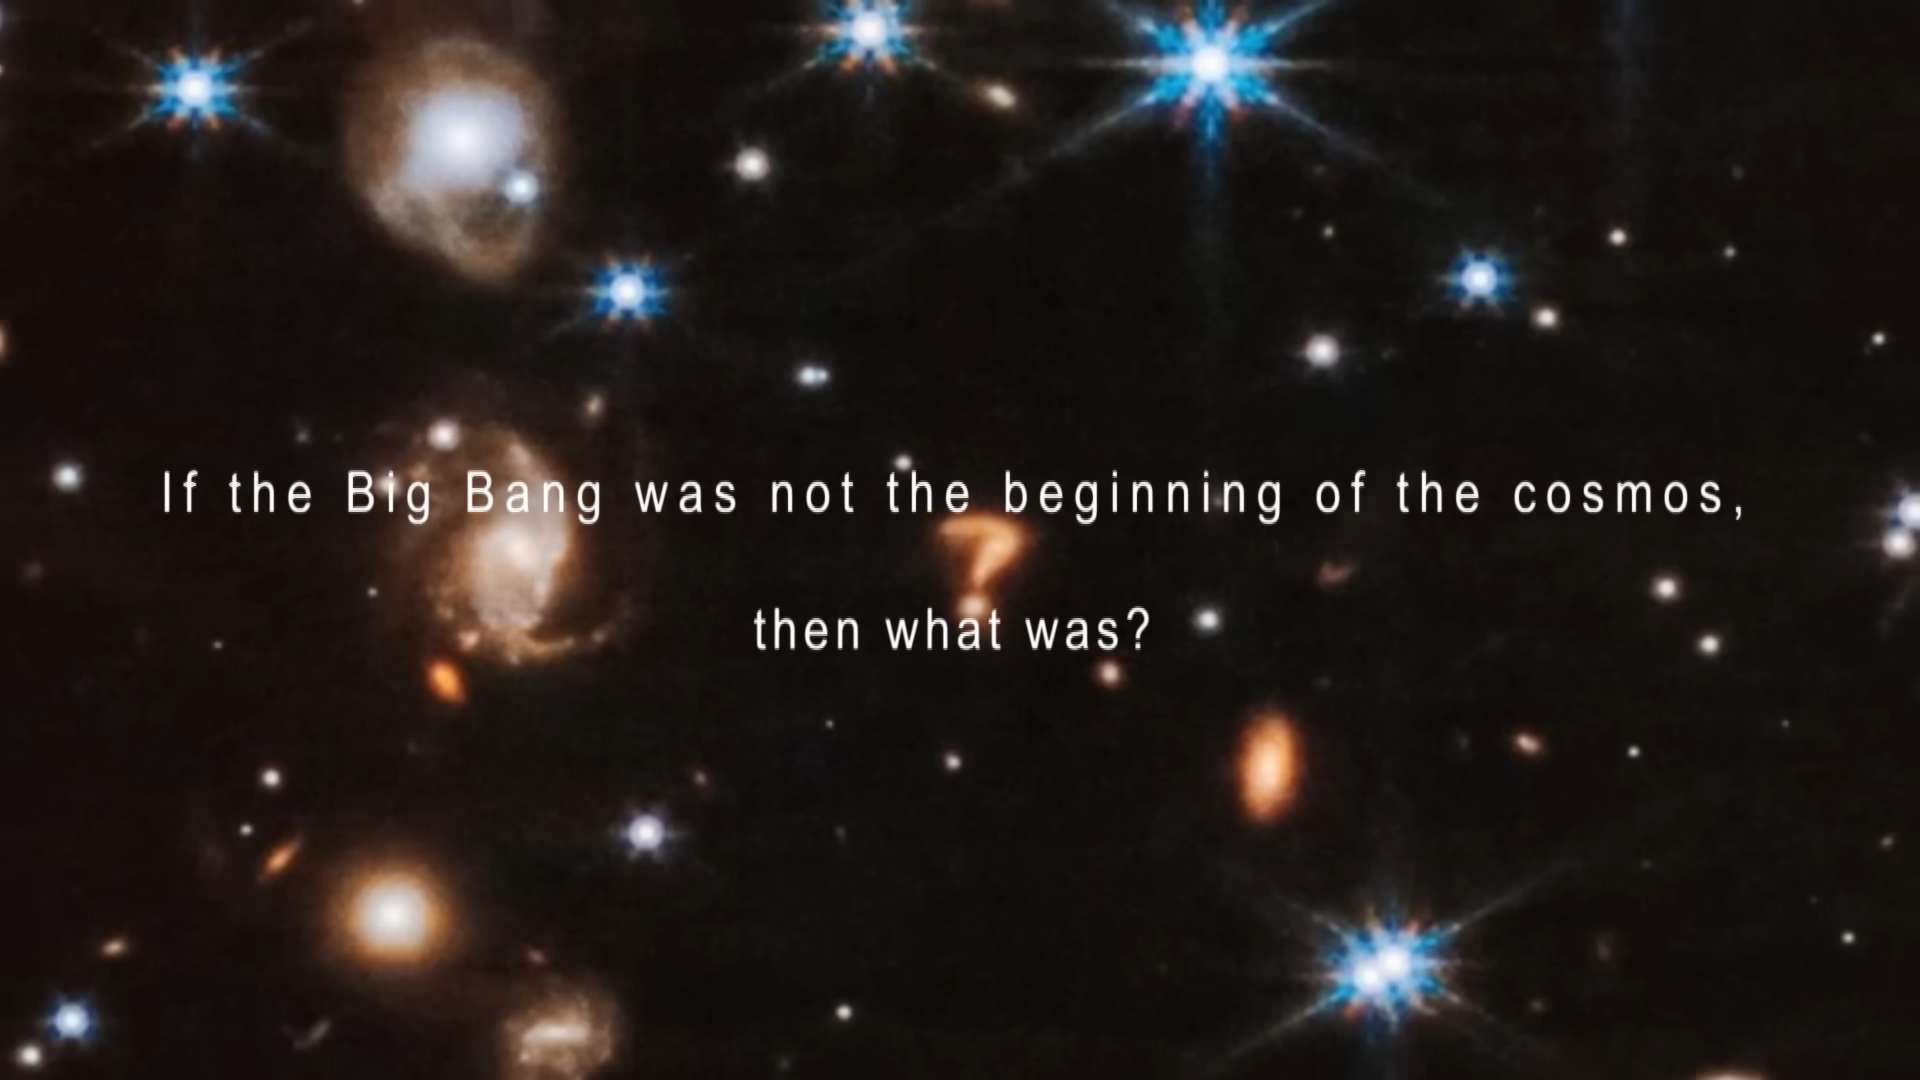 If the Big Bang was not the beginning of the cosmos,
then what was?